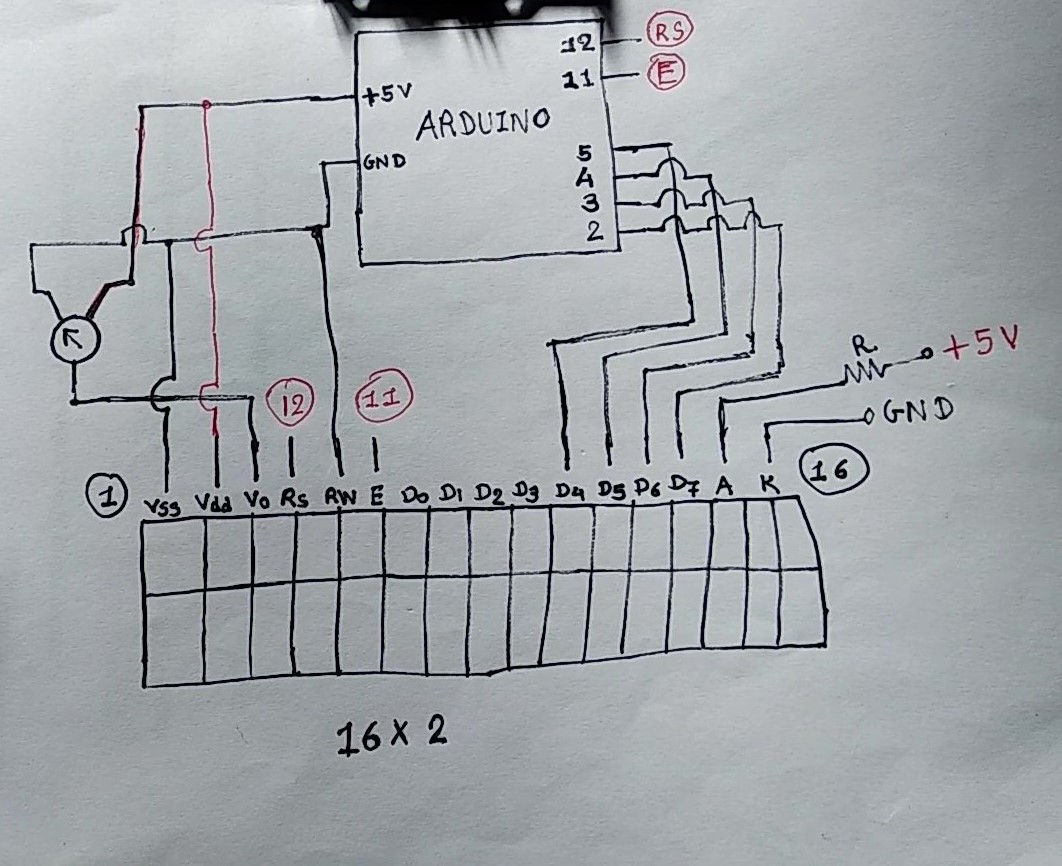 12 RS
11 E
+5V
ARDUINO
GND
5
4
3
2
R
+5V
12
11
GND
1
16
Vss Vdd Vo Rs RW E D0 D1 D2 D3 D4 D5 D6 D7 A K
16 X 2